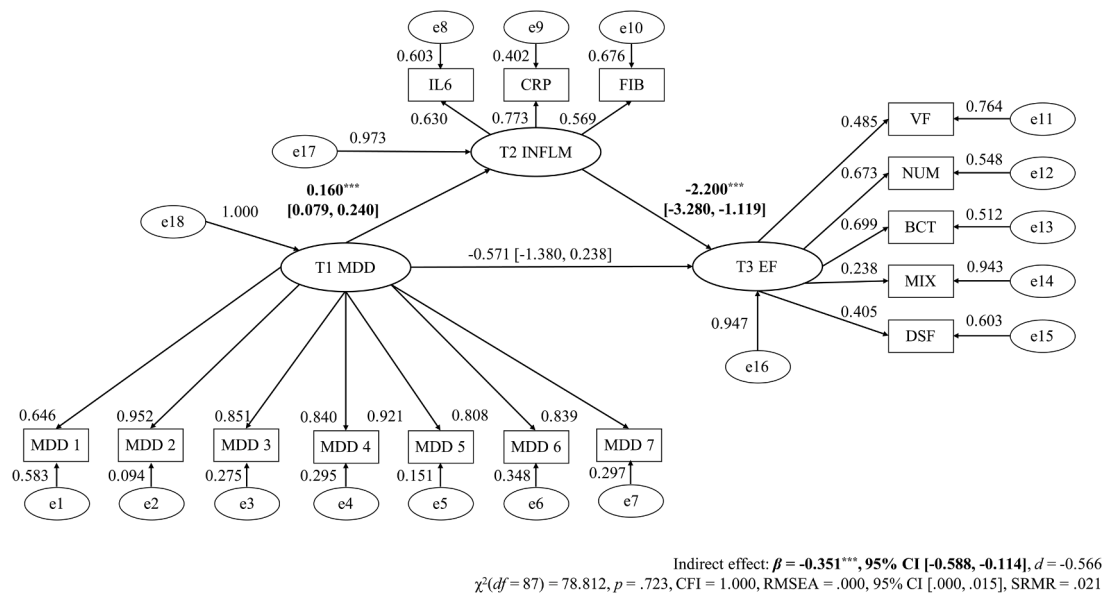 e8 e9 e10
0.603 0.402 0.676
IL6 CRP FIB
0.630 0.773 0.569
e17 0.973 T2 INFLM
0.485 VF 0.764 e11
0.673 NUM 0.548 e12
0.699 BCT 0.512 e13
0.238 MIX 0.943 e14
0.405 DSF 0.603 e15
0.160***
[0.079, 0.240]
-2.200***
[-3.280, -1.119]
e18 1.000
T1 MDD -0.571 [-1.380, 0.238] T3 EF
0.947
e16
0.646 0.952 0.851 0.840 0.921 0.808 0.839
MDD 1 MDD 2 MDD 3 MDD 4 MDD 5 MDD 6 MDD 7
0.583 0.094 0.275 0.295 0.151 0.348 0.297
e1 e2 e3 e4 e5 e6 e7
Indirect effect: β = -0.351***, 95% CI [-0.588, -0.114], d = -0.566
χ²(df = 87) = 78.812, p = .723, CFI = 1.000, RMSEA = .000, 95% CI [.000, .015], SRMR = .021